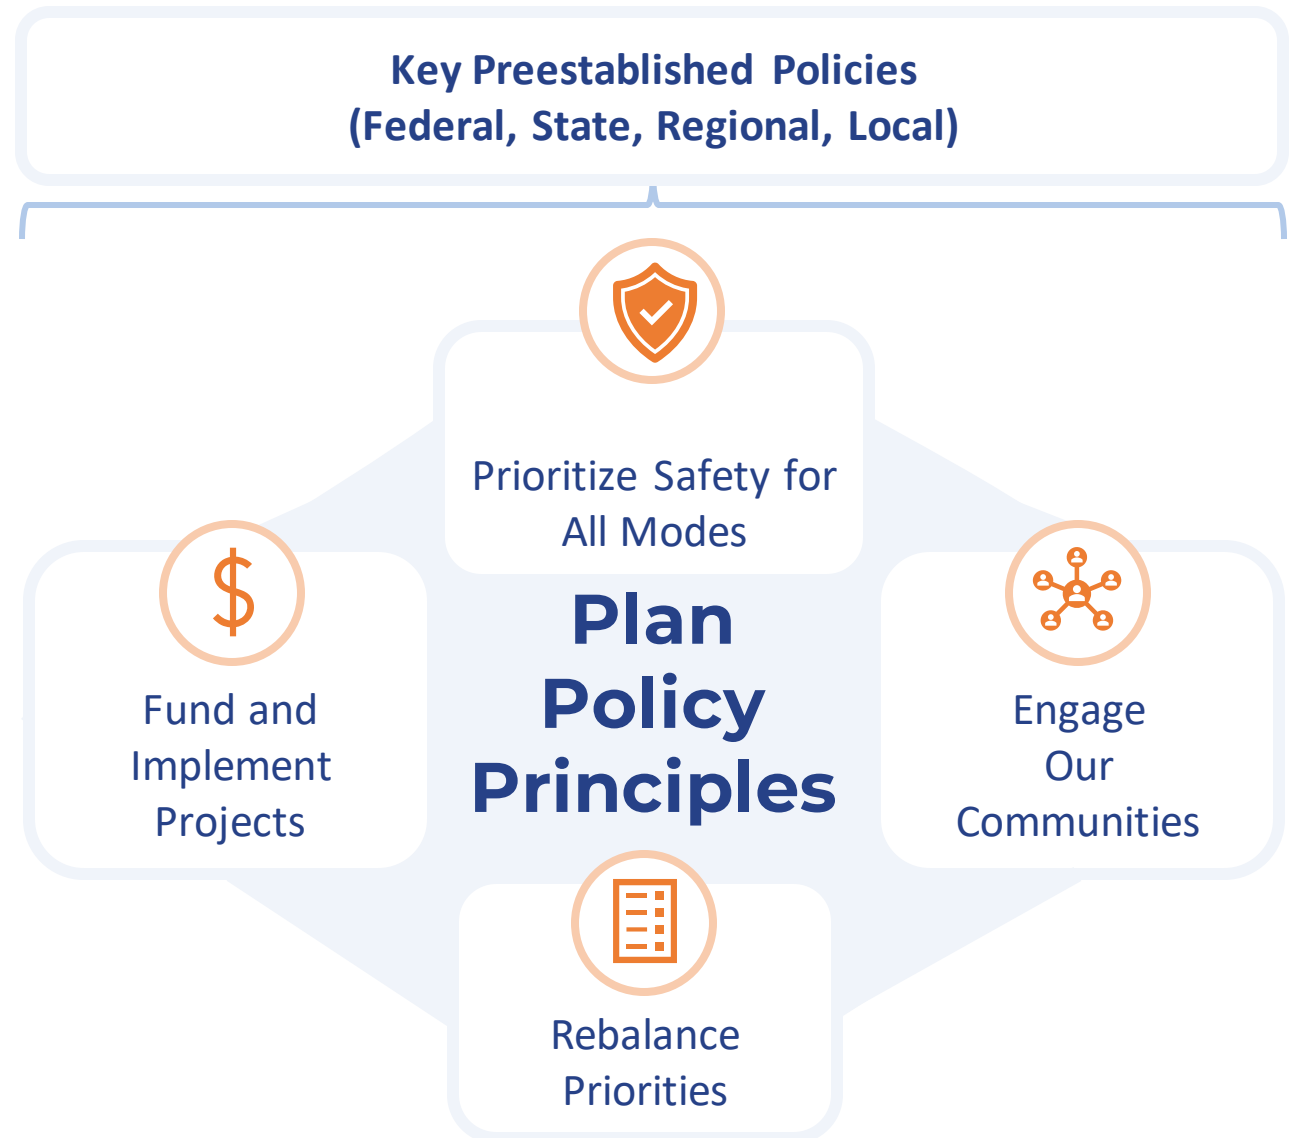 Key Preestablished Policies
(Federal, State, Regional, Local)
Prioritize Safety for
All Modes
Plan
Policy
Principles
Fund and
Implement
Projects
Engage
Our
Communities
Rebalance
Priorities